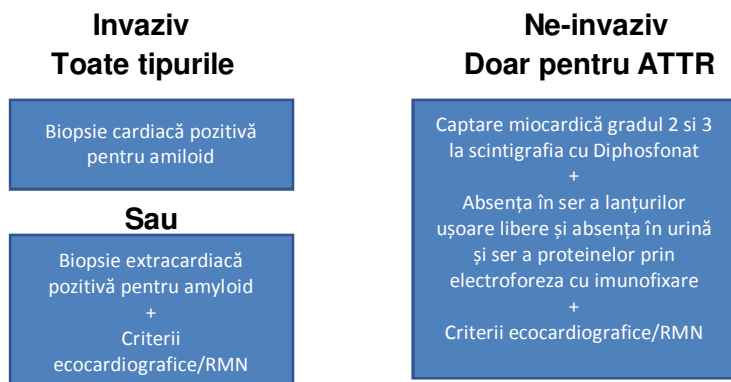 Invaziv
Toate tipurile
Biopsie cardiacă pozitivă
pentru amiloid
Sau
Biopsie extracardiacă
pozitivă pentru amyloid
+
Criterii
ecocardiografice/RMN
Ne-invaziv
Doar pentru ATTR
Captare miocardică gradul 2 si 3
la scintigrafia cu Diphosfonat
+
Absența în ser a lanțurilor
ușoare libere și absența în urină
și ser a proteinelor prin
electroforeza cu imunofixare
+
Criterii ecocardiografice/RMN